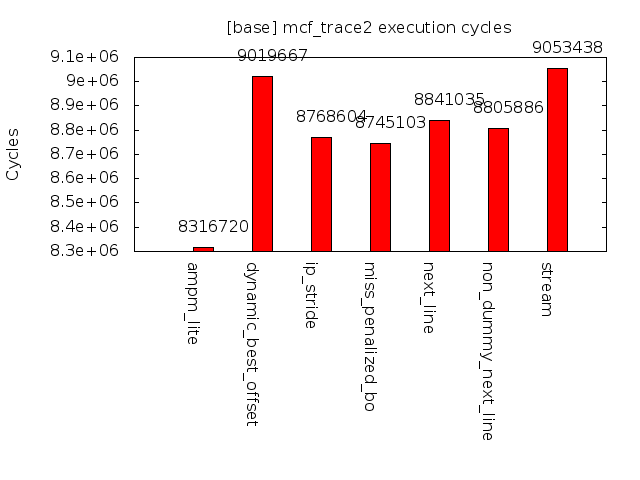 [base] mcf_trace2 execution cycles
Cycles
9.1e+06
9e+06
8.9e+06
8.8e+06
8.7e+06
8.6e+06
8.5e+06
8.4e+06
8.3e+06
8316720
9019667
8768604
8745103
8841035
8805886
9053438
ampm_lite
dynamic_best_offset
ip_stride
miss_penalized_bo
next_line
non_dummy_next_line
stream